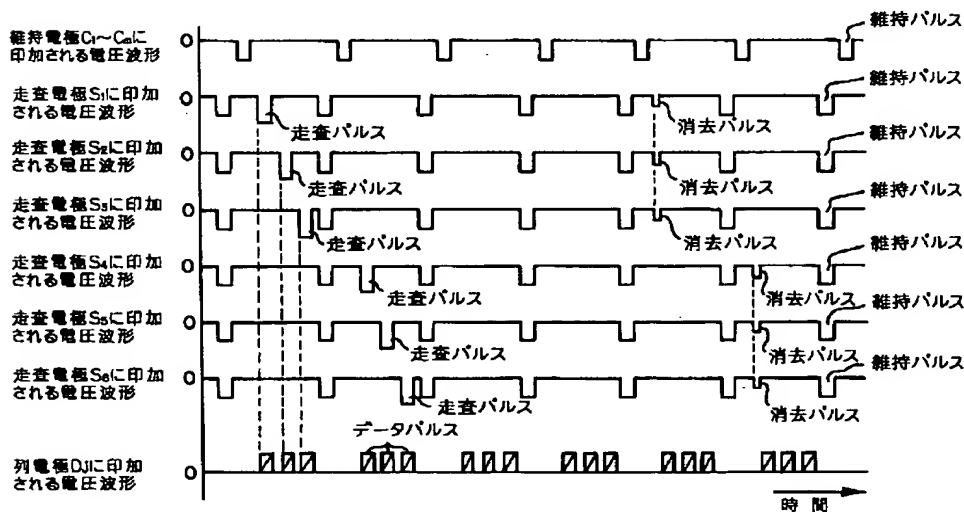 維持電極C₁～Cₘに
印加される電圧波形
0
維持パルス
走査電極S₁に印加
される電圧波形
0
走査パルス
消去パルス
維持パルス
走査電極S₂に印加
される電圧波形
0
走査パルス
消去パルス
維持パルス
走査電極S₃に印加
される電圧波形
0
走査パルス
消去パルス
維持パルス
走査電極S₄に印加
される電圧波形
0
走査パルス
消去パルス
維持パルス
走査電極S₅に印加
される電圧波形
0
走査パルス
消去パルス
維持パルス
走査電極S₆に印加
される電圧波形
0
走査パルス
消去パルス
維持パルス
データパルス
列電極Djに印加
される電圧波形
0
時間